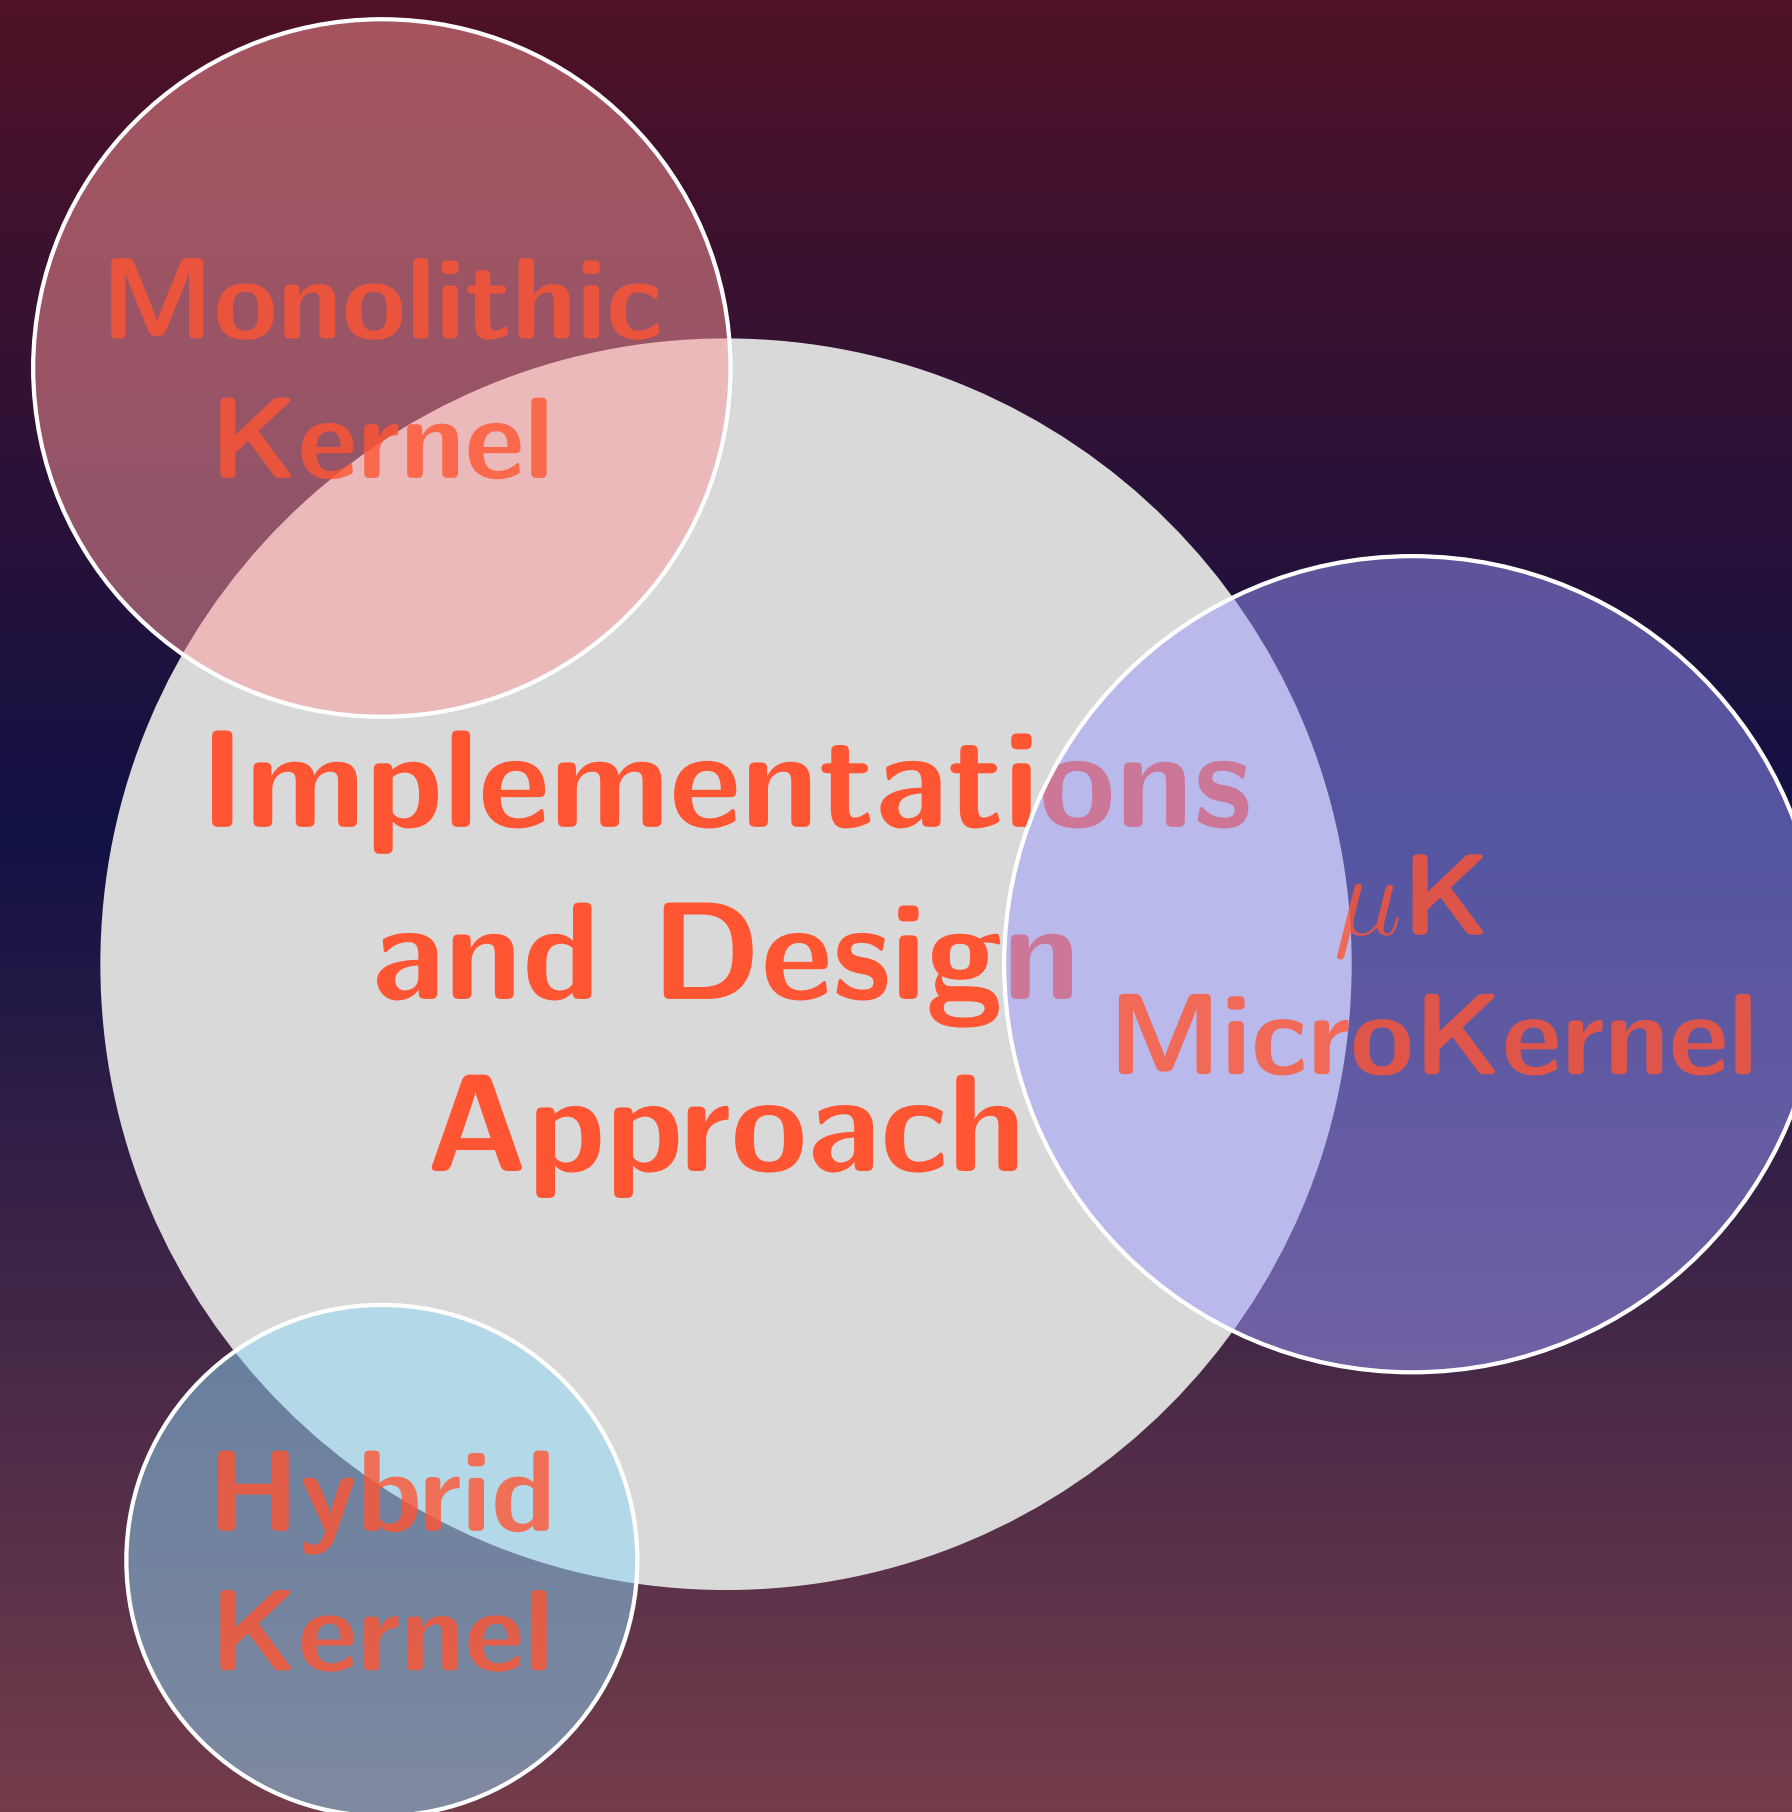 Monolithic
Kernel
Implementations
and Design
Approach
μK
MicroKernel
Hybrid
Kernel